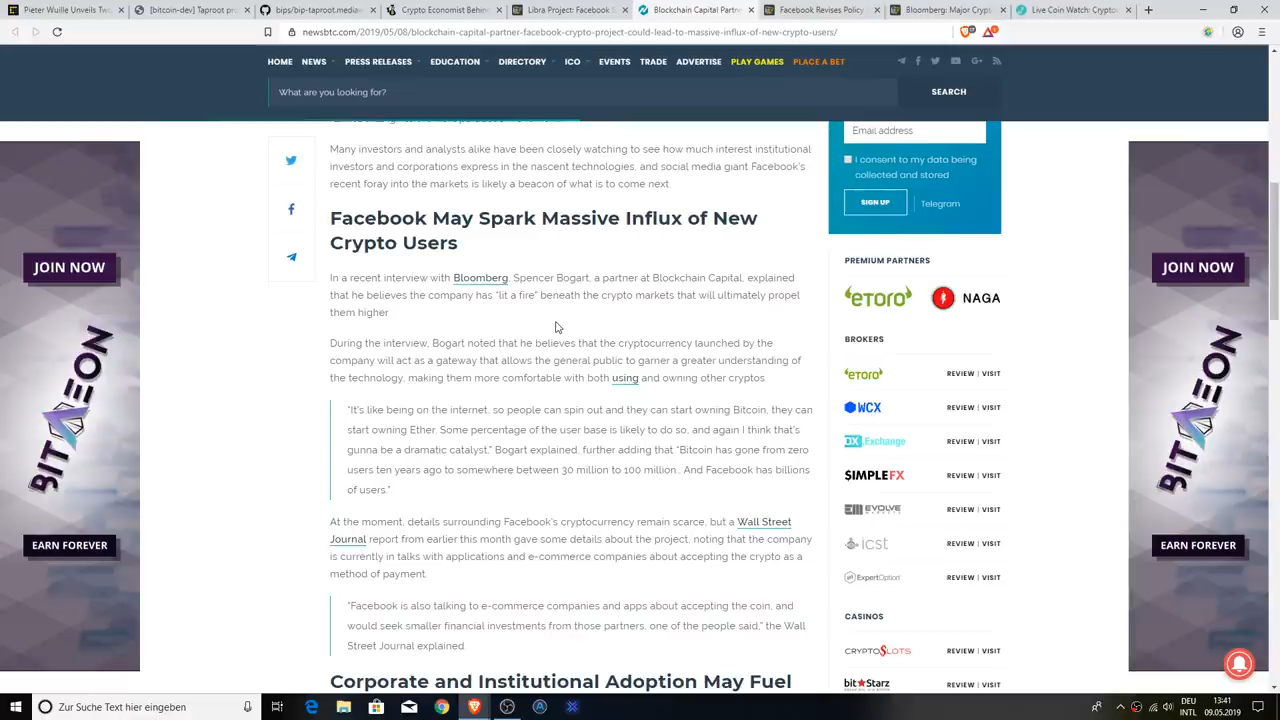 Pieter Wuille Unveils Two
[bitcoin-dev] Taproot pr
bips/bip-taproot.mediawi
Crypto Economist Behin
Libra Project: Facebook S
Blockchain Capital Partne
Facebook Revises Policy
Bloomberg: Major Crypt
Live Coin Watch: Crypto
newsbtc.com/2019/05/08/blockchain-capital-partner-facebook-crypto-project-could-lead-to-massive-influx-of-new-crypto-users/
HOME NEWS PRESS RELEASES EDUCATION DIRECTORY ICO EVENTS TRADE ADVERTISE PLAY GAMES PLACE A BET
What are you looking for?
SEARCH
Many investors and analysts alike have been closely watching to see how much interest institutional
investors and corporations express in the nascent technologies, and social media giant Facebook's
recent foray into the markets is likely a beacon of what is to come next.
Facebook May Spark Massive Influx of New
Crypto Users
In a recent interview with Bloomberg, Spencer Bogart, a partner at Blockchain Capital, explained
that he believes the company has "lit a fire" beneath the crypto markets that will ultimately propel
them higher.
During the interview, Bogart noted that he believes that the cryptocurrency launched by the
company will act as a gateway that allows the general public to garner a greater understanding of
the technology, making them more comfortable with both using and owning other cryptos.
"It's like being on the internet, so people can spin out and they can start owning Bitcoin, they can
start owning Ether. Some percentage of the user base is likely to do so, and again I think that's
gunna be a dramatic catalyst," Bogart explained, further adding that "Bitcoin has gone from zero
users ten years ago to somewhere between 30 million to 100 million… And Facebook has billions
of users."
At the moment, details surrounding Facebook's cryptocurrency remain scarce, but a Wall Street
Journal report from earlier this month gave some details about the project, noting that the company
is currently in talks with applications and e-commerce companies about accepting the crypto as a
method of payment.
"Facebook is also talking to e-commerce companies and apps about accepting the coin, and
would seek smaller financial investments from those partners, one of the people said," the Wall
Street Journal explained.
Corporate and Institutional Adoption May Fuel
Email address
I consent to my data being
collected and stored
SIGN UP
Telegram
PREMIUM PARTNERS
etoro
NAGA
BROKERS
etoro REVIEW | VISIT
WCX REVIEW | VISIT
DX.Exchange REVIEW | VISIT
SIMPLEFX REVIEW | VISIT
EVOLVE MARKETS REVIEW | VISIT
icst REVIEW | VISIT
ExpertOption REVIEW | VISIT
CASINOS
CRYPTOSLOTS REVIEW | VISIT
bitStarz REVIEW | VISIT
JOIN NOW
BITXEON
EARN FOREVER
JOIN NOW
BITXEON
EARN FOREVER
Zur Suche Text hier eingeben
DEU
INTL
13:41
09.05.2019